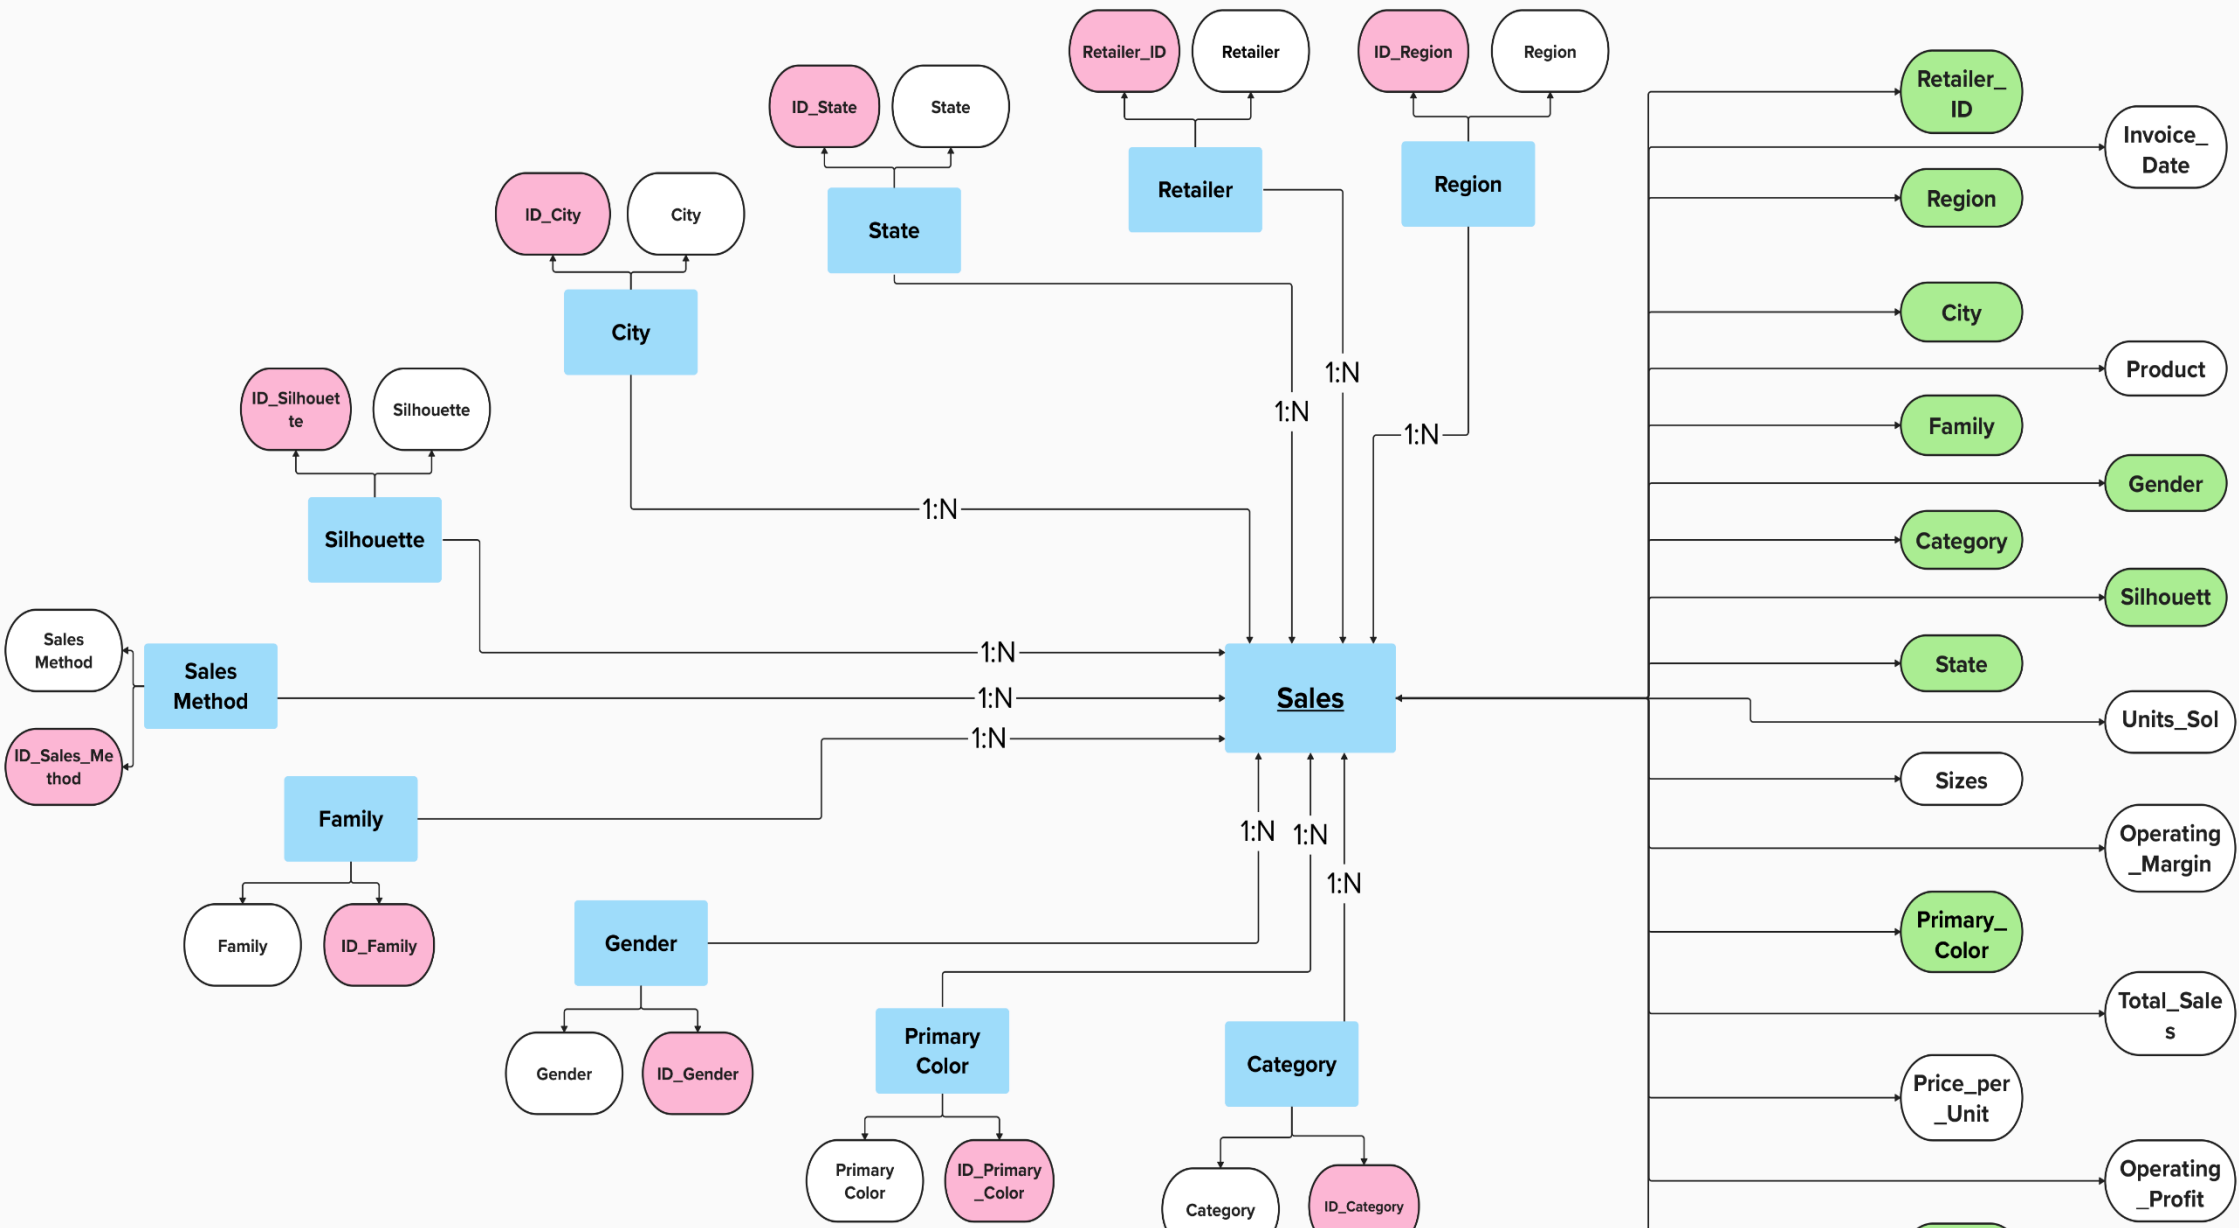 Retailer_ID
Retailer
ID_Region
Region
ID_State
State
Retailer_
ID
Invoice_
Date
Retailer
Region
Region
ID_City
City
State
City
City
Product
1:N
ID_Silhouet
te
Silhouette
1:N
Family
1:N
Gender
1:N
Silhouette
Category
Silhouett
Sales
Method
1:N
State
Sales
Method
1:N
Sales
Units_Sol
1:N
ID_Sales_Me
thod
Sizes
Family
1:N
1:N
Operating
_Margin
1:N
Family
ID_Family
Gender
Primary_
Color
Total_Sale
s
Primary
Color
Category
Gender
ID_Gender
Price_per
_Unit
Primary
Color
ID_Primary
_Color
Operating
_Profit
Category
ID_Category